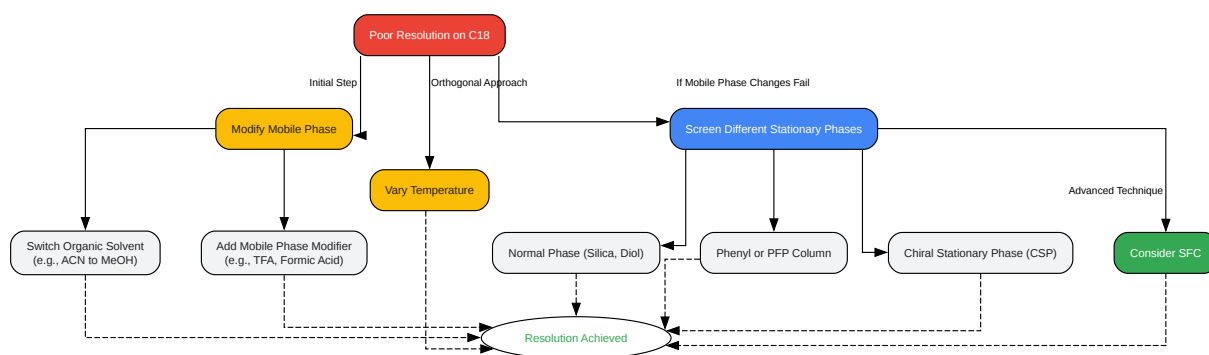 Poor Resolution on C18
Initial Step
Orthogonal Approach
If Mobile Phase Changes Fail
Modify Mobile Phase
Screen Different Stationary Phases
Vary Temperature
Advanced Technique
Switch Organic Solvent
(e.g., ACN to MeOH)
Add Mobile Phase Modifier
(e.g., TFA, Formic Acid)
Normal Phase (Silica, Diol)
Phenyl or PFP Column
Chiral Stationary Phase (CSP)
Consider SFC
Resolution Achieved